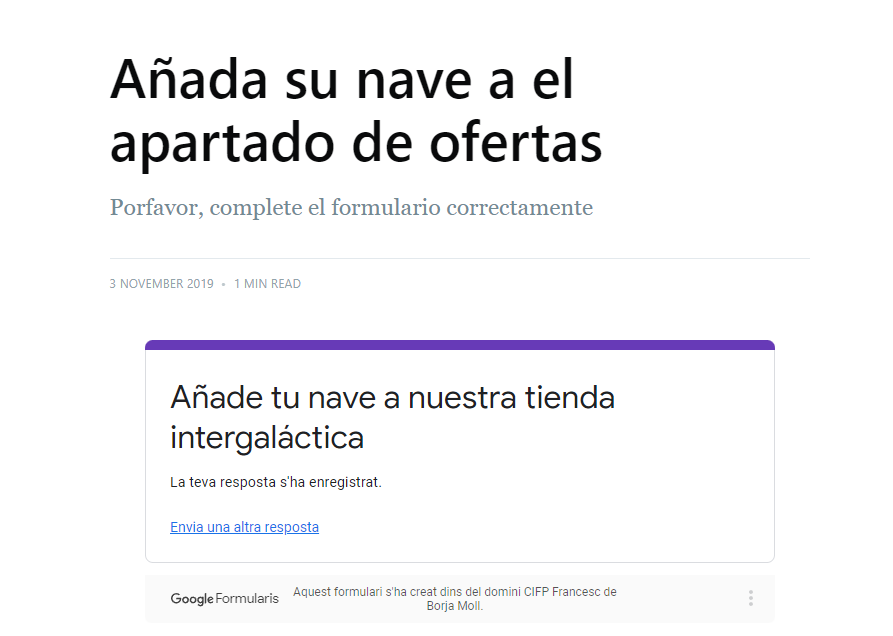 Añada su nave a el
apartado de ofertas
Porfavor, complete el formulario correctamente
3 NOVEMBER 2019 • 1 MIN READ
Añade tu nave a nuestra tienda
intergaláctica
La teva resposta s'ha enregistrat.
Envia una altra resposta
Google Formularis
Aquest formulari s'ha creat dins del domini CIFP Francesc de
Borja Moll.